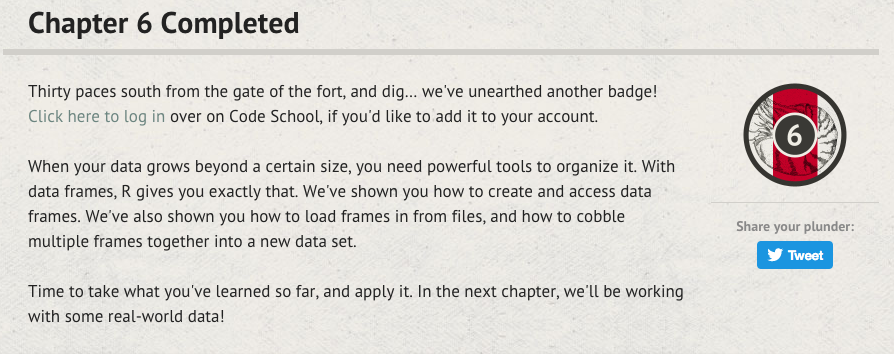 Chapter 6 Completed
Thirty paces south from the gate of the fort, and dig... we've unearthed another badge!
Click here to log in over on Code School, if you'd like to add it to your account.
When your data grows beyond a certain size, you need powerful tools to organize it. With
data frames, R gives you exactly that. We've shown you how to create and access data
frames. We've also shown you how to load frames in from files, and how to cobble
multiple frames together into a new data set.
Time to take what you've learned so far, and apply it. In the next chapter, we'll be working
with some real-world data!
6
Share your plunder:
Tweet